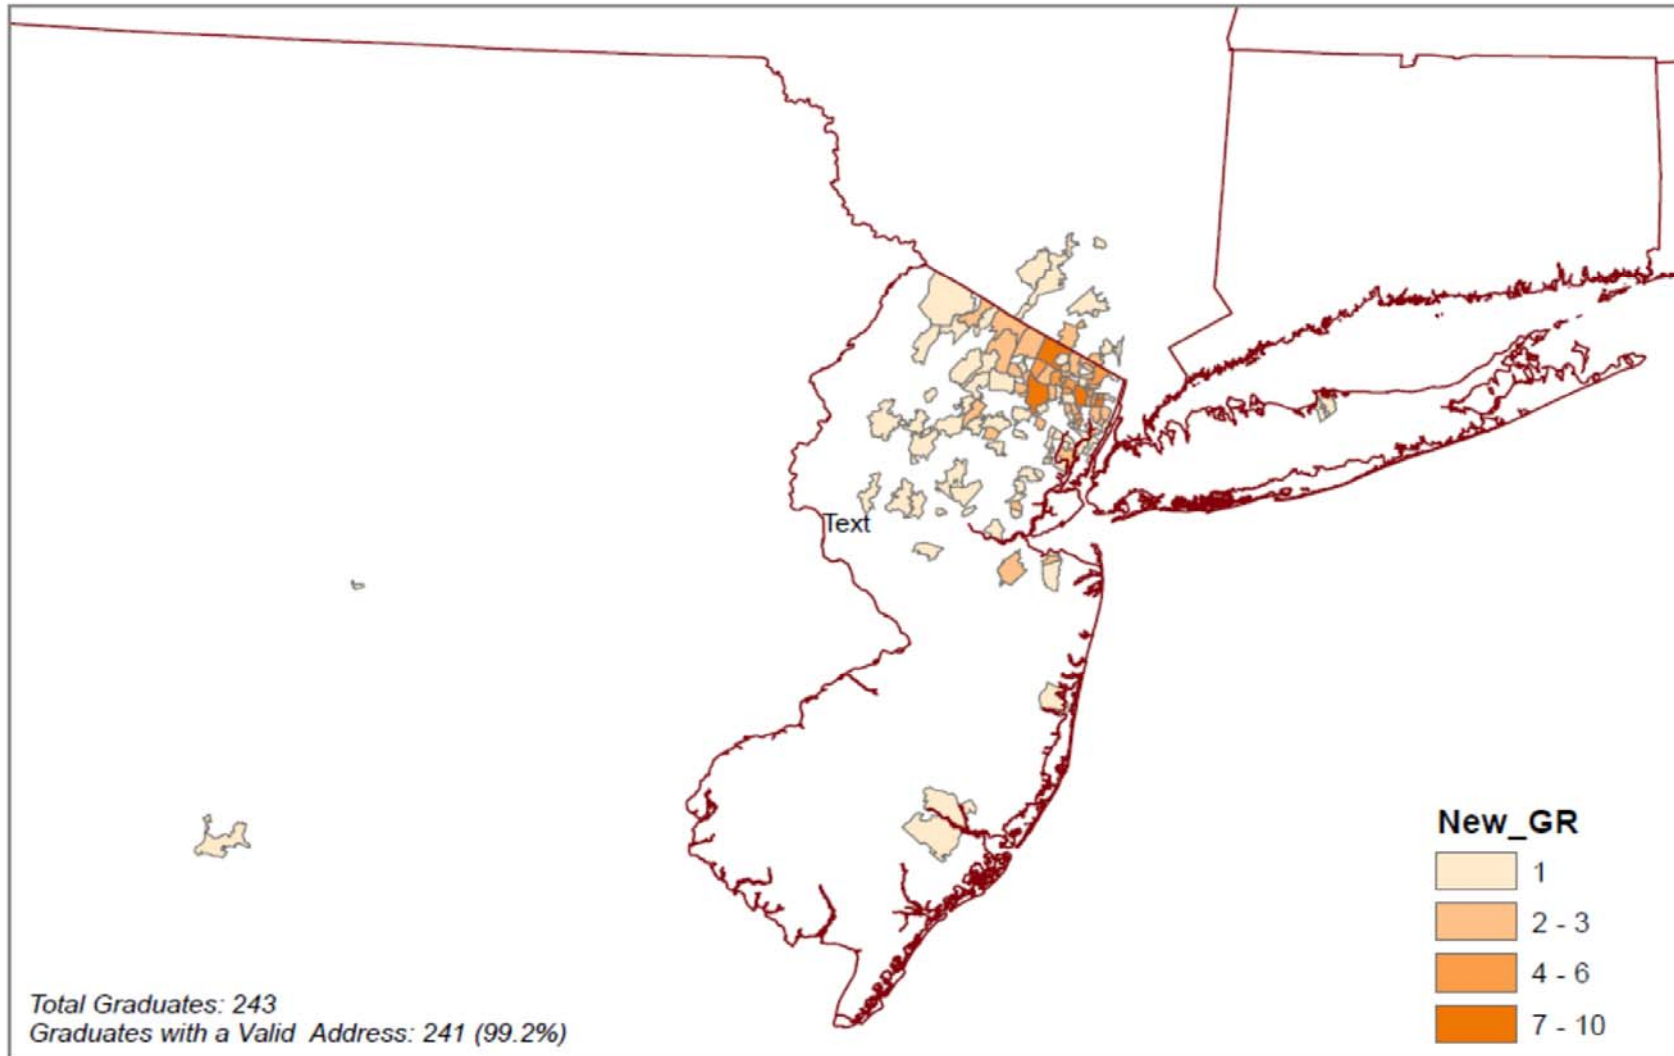 Text
New_GR
1
2 - 3
4 - 6
7 - 10
Total Graduates: 243
Graduates with a Valid  Address: 241 (99.2%)